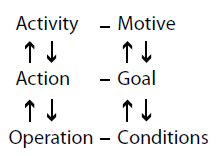 Activity – Motive
Action – Goal
Operation – Conditions